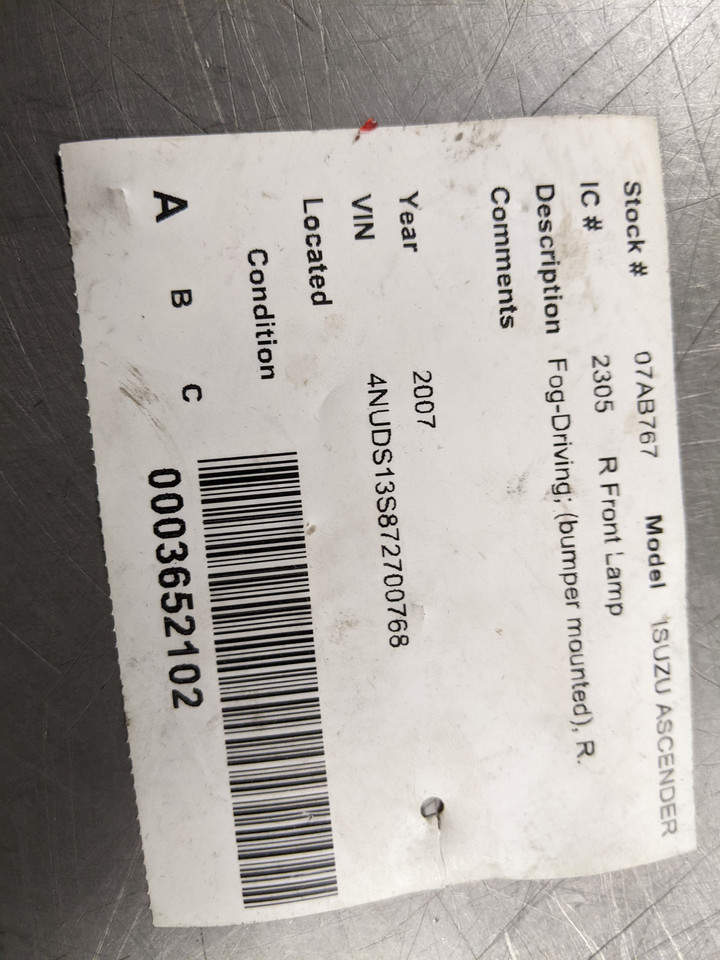 Stock # 07AB767 Model ISUZU ASCENDER
IC # 2305 R Front Lamp
Description Fog-Driving; (bumper mounted), R.
Comments
Year 2007
VIN 4NUDS13S872700768
Located
Condition
A B C 0003652102